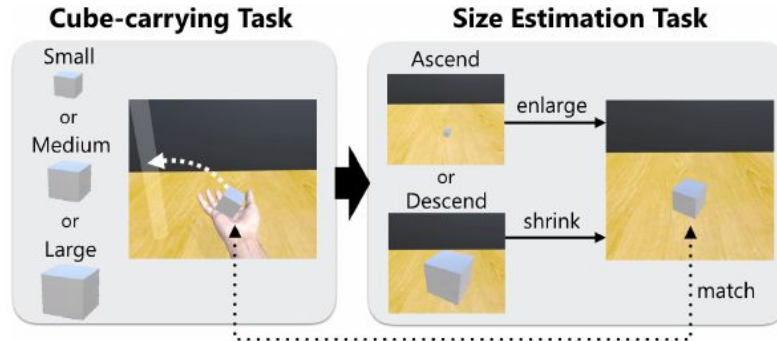 Cube-carrying Task
Small
or
Medium
or
Large
Size Estimation Task
Ascend
enlarge
or
Descend
shrink
match